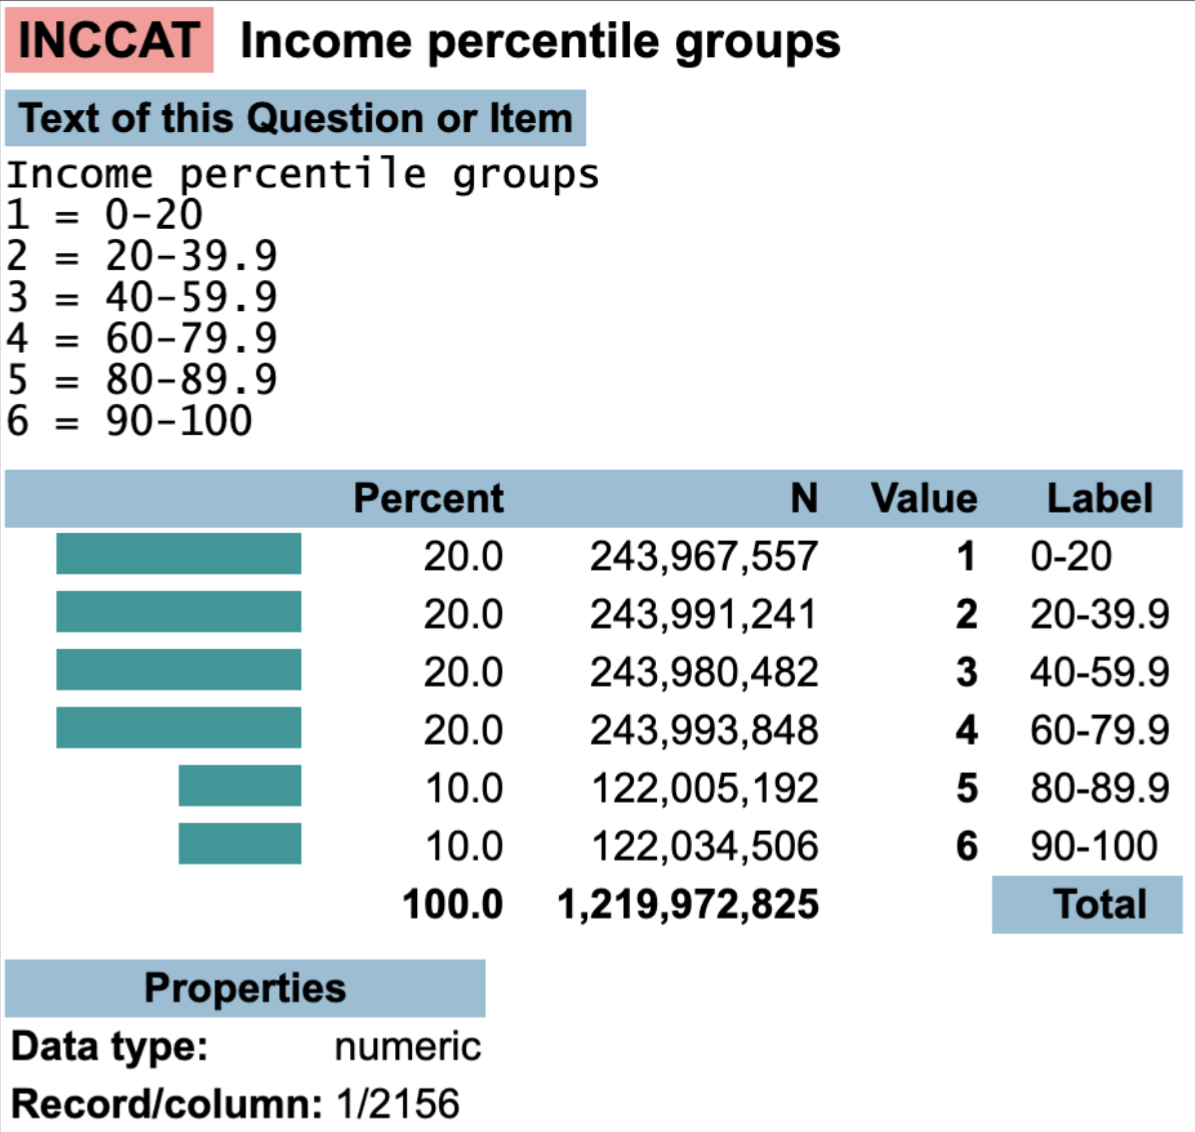 INCCAT Income percentile groups
Text of this Question or Item
Income percentile groups
1 = 0-20
2 = 20-39.9
3 = 40-59.9
4 = 60-79.9
5 = 80-89.9
6 = 90-100
Percent N Value Label
20.0 243,967,557 1 0-20
20.0 243,991,241 2 20-39.9
20.0 243,980,482 3 40-59.9
20.0 243,993,848 4 60-79.9
10.0 122,005,192 5 80-89.9
10.0 122,034,506 6 90-100
100.0 1,219,972,825 Total
Properties
Data type: numeric
Record/column: 1/2156